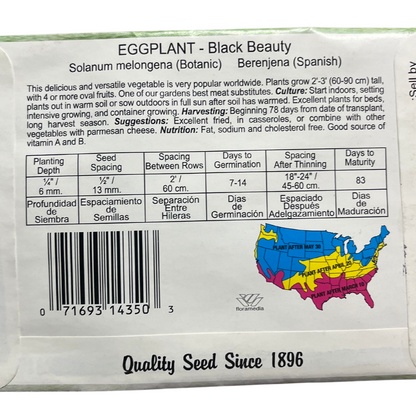 EGGPLANT - Black Beauty
Solanum melongena (Botanic) Berenjena (Spanish)
This delicious and versatile vegetable is very popular worldwide. Plants grow 2'-3' (60-90 cm) tall,
with 4 or more oval fruits. One of our gardens best meat substitutes. Culture: Start indoors, setting
plants out in warm soil or sow outdoors in full sun after soil has warmed. Excellent plants for beds,
intensive growing, and container growing. Harvesting: Beginning 78 days from date of transplant,
long harvest season. Suggestions: Excellent fried, in casseroles, or combine with other
vegetables with parmesan cheese. Nutrition: Fat, sodium and cholesterol free. Good source of
vitamin A and B.
Planting Depth Seed Spacing Spacing Between Rows Days to Germination Spacing After Thinning Days to Maturity
¼"/ 6 mm. ½"/ 13 mm. 2'/ 60 cm. 7-14 18"-24"/ 45-60 cm. 83
Profundidad de Siembra Espaciamiento de Semillas Separación Entre Hileras Dias de Germinación Espaciado Después Adelgazamiento Dias de Maduración
PLANT AFTER MAY 30
PLANT AFTER APRIL
PLANT AFTER MARCH 15
0 71693 14350 3
floramedia
Quality Seed Since 1896
Sell by